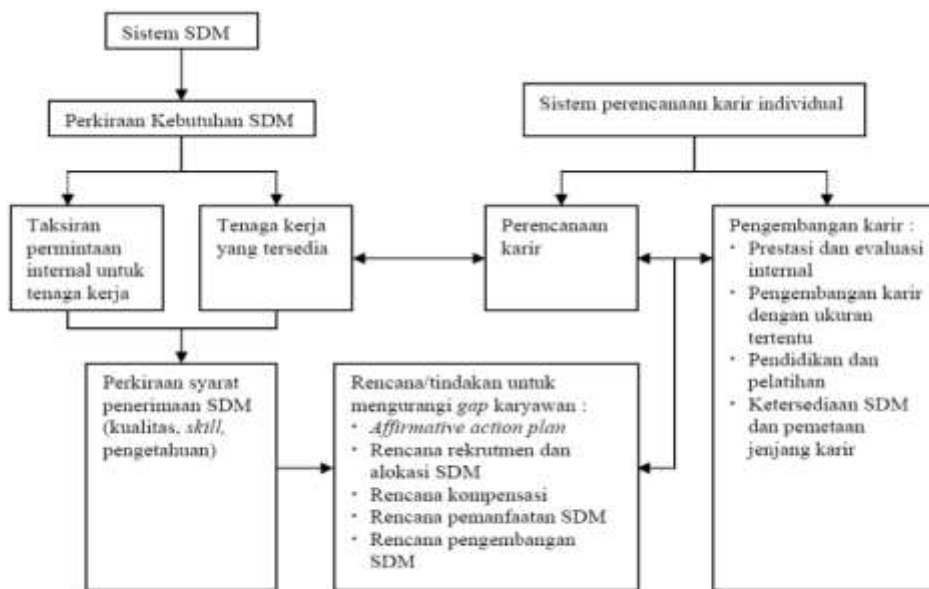 Sistem SDM
Perkiraan Kebutuhan SDM
Sistem perencanaan karir individual
Taksiran
permintaan
internal untuk
tenaga kerja
Tenaga kerja
yang tersedia
Perencanaan
karir
Pengembangan karir :
• Prestasi dan evaluasi
internal
• Pengembangan karir
dengan ukuran
tertentu
• Pendidikan dan
pelatihan
• Ketersediaan SDM
dan pemetaan
jenjang karir
Perkiraan syarat
penerimaan SDM
(kualitas, skill,
pengetahuan)
Rencana/tindakan untuk
mengurangi gap karyawan :
• Affirmative action plan
• Rencana rekrutmen dan
alokasi SDM
• Rencana kompensasi
• Rencana pemanfaatan SDM
• Rencana pengembangan
SDM